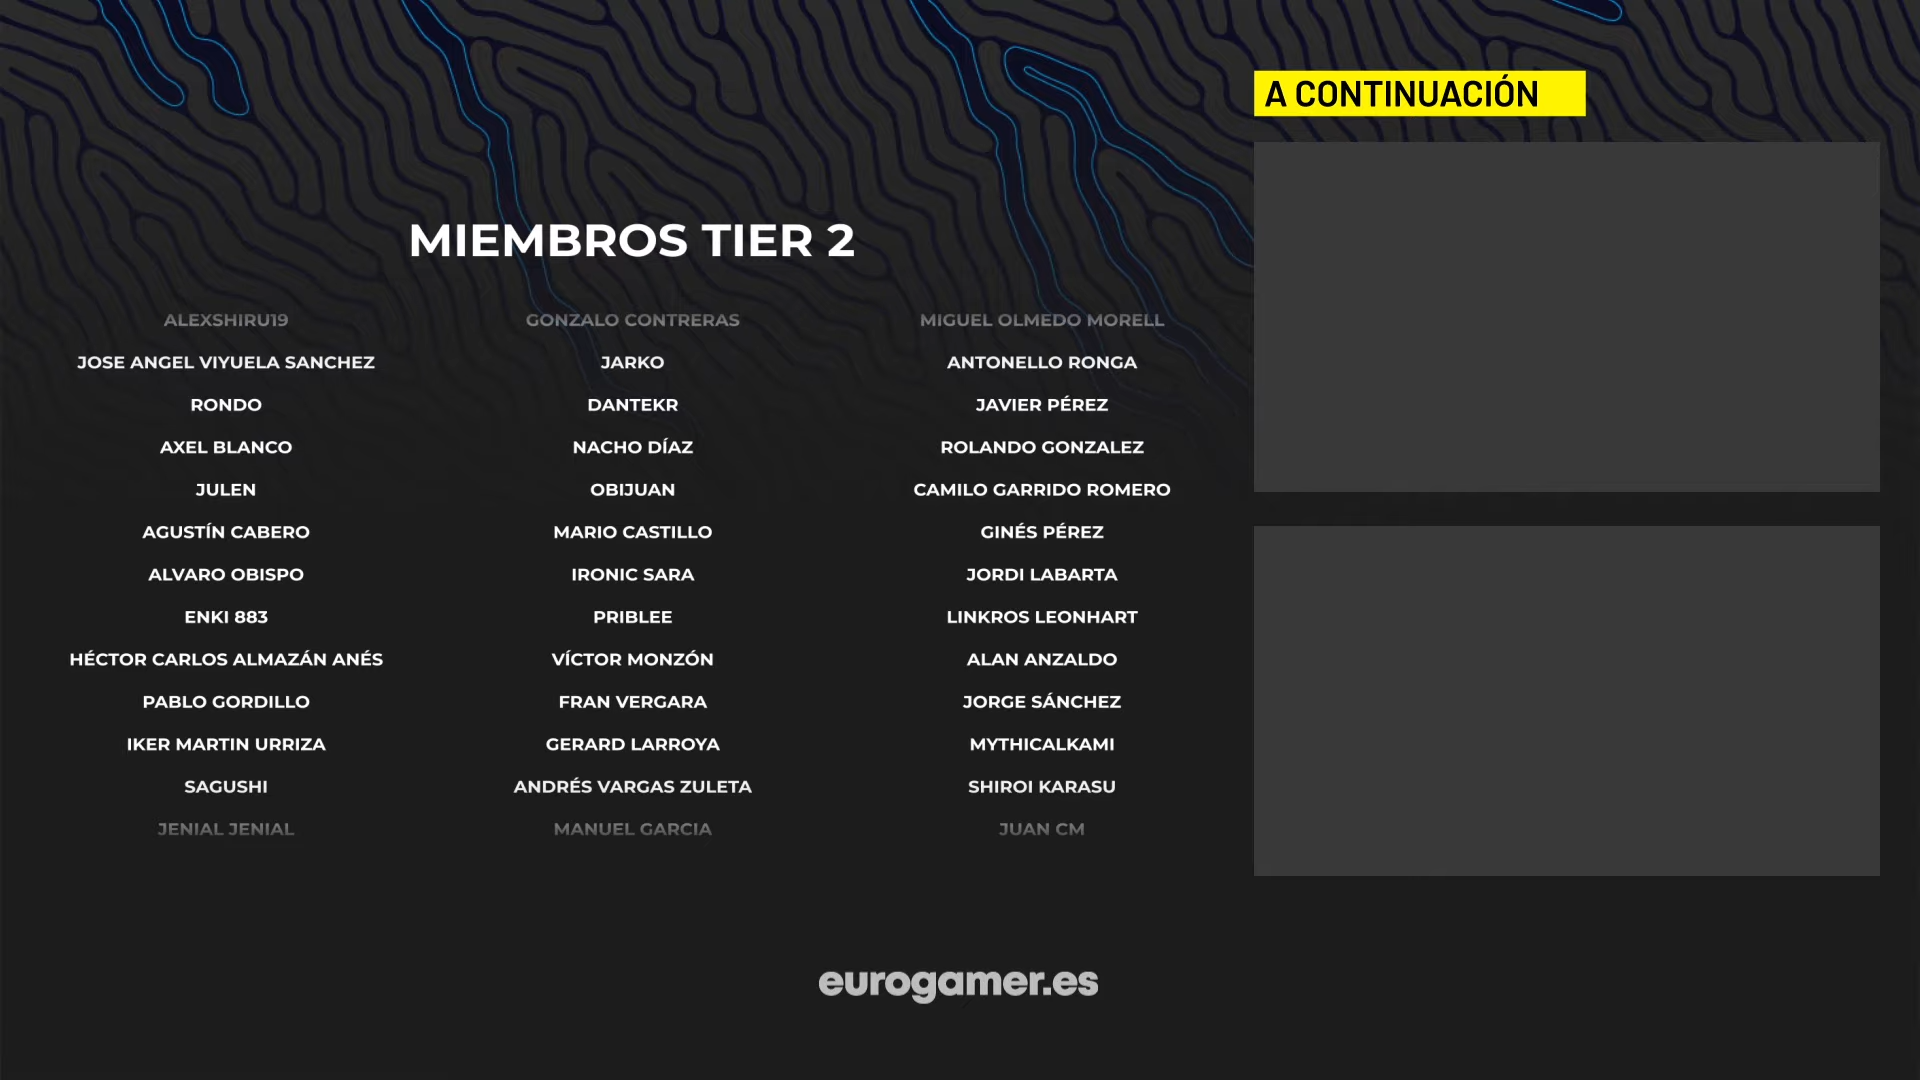 A CONTINUACIÓN
MIEMBROS TIER 2
ALEXSHIRU19
JOSE ANGEL VIYUELA SANCHEZ
RONDO
AXEL BLANCO
JULEN
AGUSTÍN CABERO
ALVARO OBISPO
ENKI 883
HÉCTOR CARLOS ALMAZÁN ANÉS
PABLO GORDILLO
IKER MARTIN URRIZA
SAGUSHI
JENIAL JENIAL
GONZALO CONTRERAS
JARKO
DANTEKR
NACHO DÍAZ
OBIJUAN
MARIO CASTILLO
IRONIC SARA
PRIBLEE
VÍCTOR MONZÓN
FRAN VERGARA
GERARD LARROYA
ANDRÉS VARGAS ZULETA
MANUEL GARCIA
MIGUEL OLMEDO MORELL
ANTONELLO RONGA
JAVIER PÉREZ
ROLANDO GONZALEZ
CAMILO GARRIDO ROMERO
GINÉS PÉREZ
JORDI LABARTA
LINKROS LEONHART
ALAN ANZALDO
JORGE SÁNCHEZ
MYTHICALKAMI
SHIROI KARASU
JUAN CM
eurogamer.es